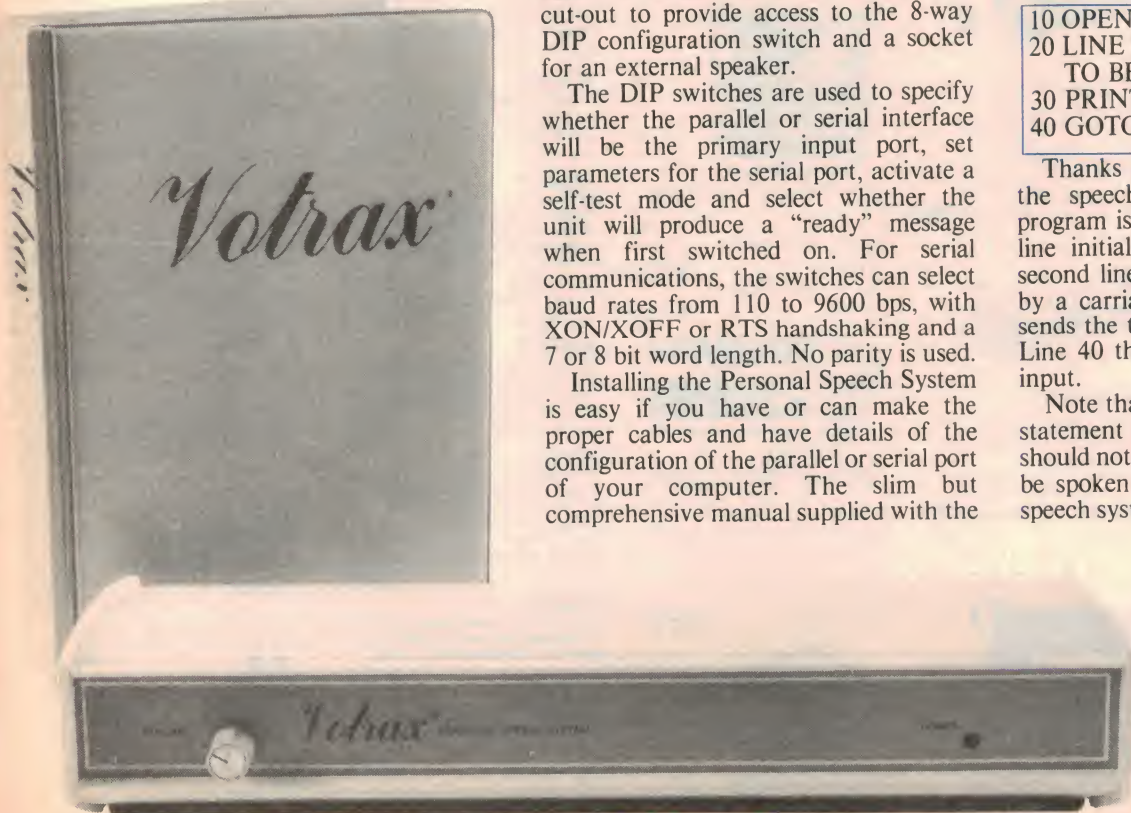 Votrax
Votrax
cut-out to provide access to the 8-way
DIP configuration switch and a socket
for an external speaker.
The DIP switches are used to specify
whether the parallel or serial interface
will be the primary input port, set
parameters for the serial port, activate a
self-test mode and select whether the
unit will produce a “ready” message
when first switched on. For serial
communications, the switches can select
baud rates from 110 to 9600 bps, with
XON/XOFF or RTS handshaking and a
7 or 8 bit word length. No parity is used.
Installing the Personal Speech System
is easy if you have or can make the
proper cables and have details of the
configuration of the parallel or serial port
of your computer. The slim but
comprehensive manual supplied with the
10 OPEN
20 LINE
TO BE
30 PRINT
40 GOTO
Thanks
the speech
program is
line initial
second line
by a carria
sends the t
Line 40 th
input.
Note tha
statement
should not
be spoken
speech syst
Votrax